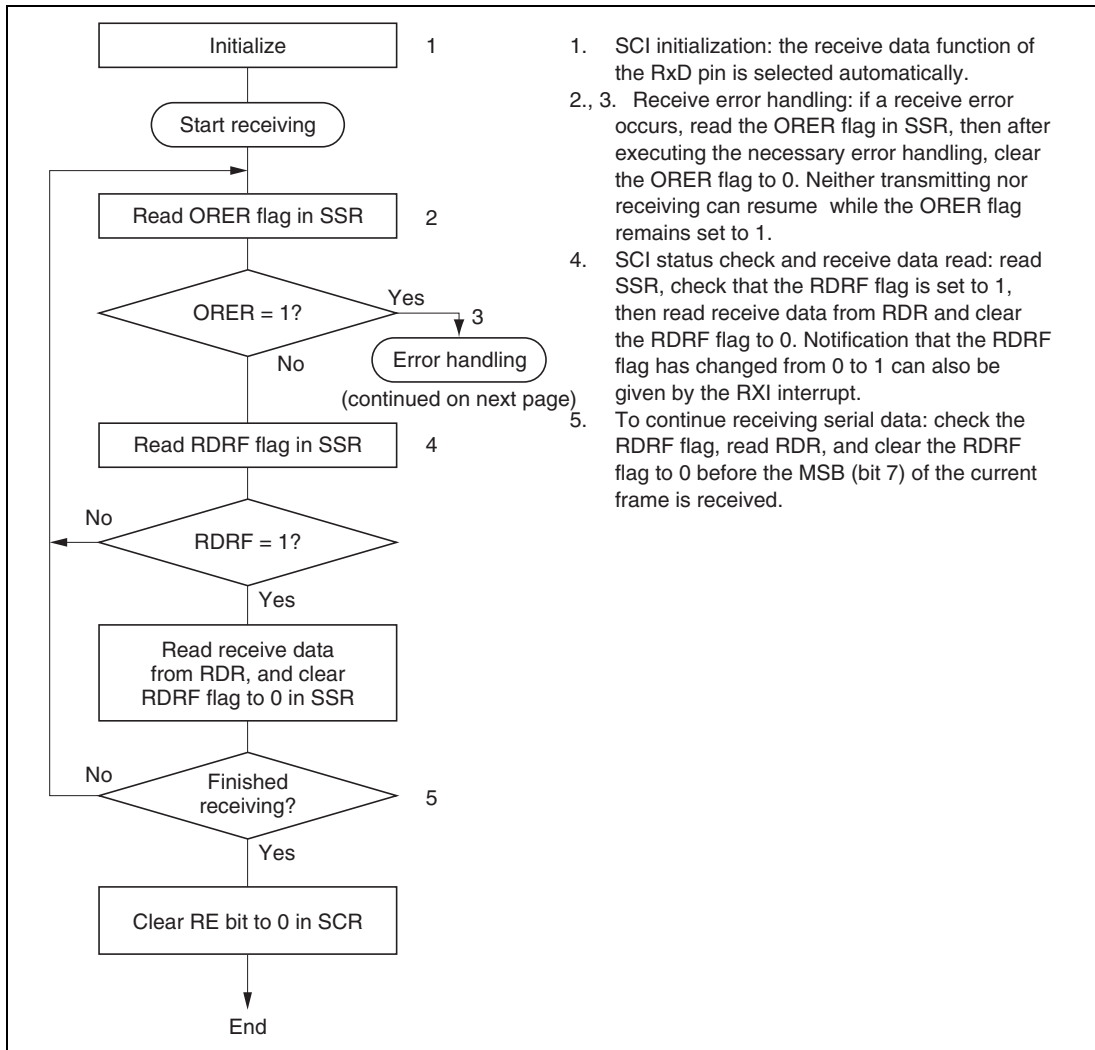 Initialize
1
Start receiving
Read ORER flag in SSR
2
ORER = 1?
Yes
3
No
Error handling
(continued on next page)
Read RDRF flag in SSR
4
No
RDRF = 1?
Yes
Read receive data
from RDR, and clear
RDRF flag to 0 in SSR
No
Finished
receiving?
5
Yes
Clear RE bit to 0 in SCR
End
1. SCI initialization: the receive data function of
the RxD pin is selected automatically.
2., 3. Receive error handling: if a receive error
occurs, read the ORER flag in SSR, then after
executing the necessary error handling, clear
the ORER flag to 0. Neither transmitting nor
receiving can resume while the ORER flag
remains set to 1.
4. SCI status check and receive data read: read
SSR, check that the RDRF flag is set to 1,
then read receive data from RDR and clear
the RDRF flag to 0. Notification that the RDRF
flag has changed from 0 to 1 can also be
given by the RXI interrupt.
5. To continue receiving serial data: check the
RDRF flag, read RDR, and clear the RDRF
flag to 0 before the MSB (bit 7) of the current
frame is received.